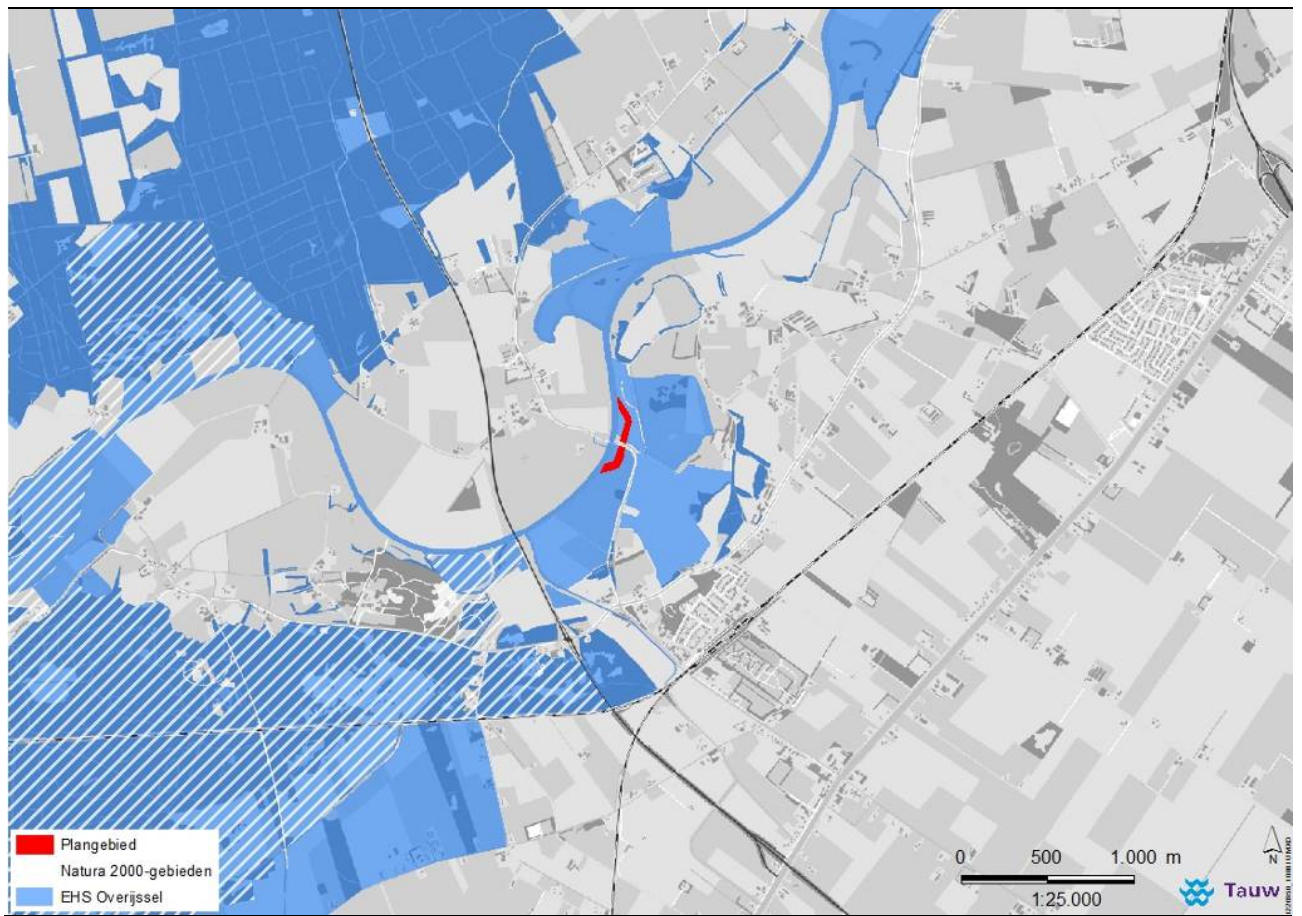 Plangebied
Natura 2000-gebieden
EHS Overijssel
0 500 1.000 m
1:25.000
N
Tauw